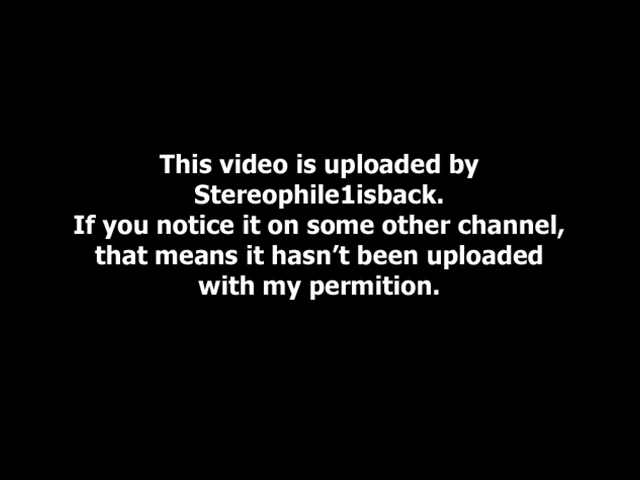 This video is uploaded by
Stereophile1isback.
If you notice it on some other channel,
that means it hasn’t been uploaded
with my permition.